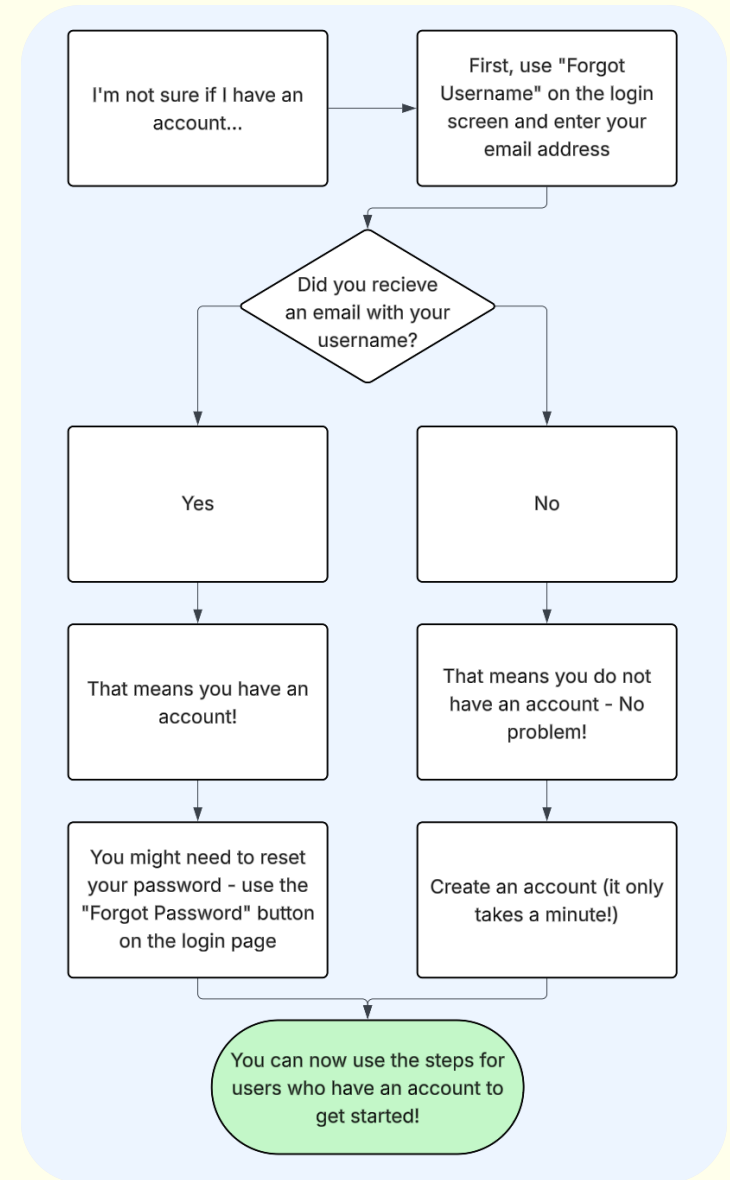 I'm not sure if I have an
account...
First, use "Forgot
Username" on the login
screen and enter your
email address
Did you recieve
an email with your
username?
Yes
No
That means you have an
account!
That means you do not
have an account - No
problem!
You might need to reset
your password - use the
"Forgot Password" button
on the login page
Create an account (it only
takes a minute!)
You can now use the steps for
users who have an account to
get started!